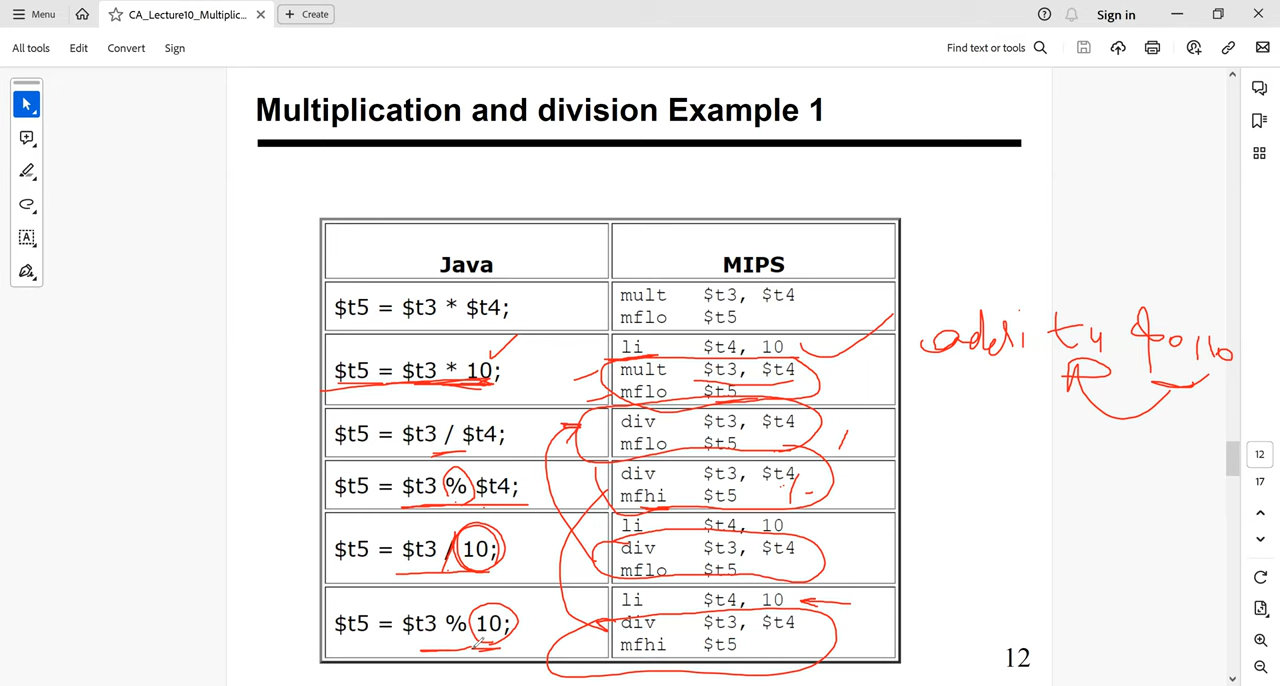 Menu CA_Lecture10_Multiplic... Create Sign in
All tools Edit Convert Sign Find text or tools
Multiplication and division Example 1
Java MIPS
$t5 = $t3 * $t4;
mult $t3, $t4
mflo $t5
$t5 = $t3 * 10;
li $t4, 10
mult $t3, $t4
mflo $t5
$t5 = $t3 / $t4;
div $t3, $t4
mflo $t5
$t5 = $t3 % $t4;
div $t3, $t4
mfhi $t5
$t5 = $t3 / 10;
li $t4, 10
div $t3, $t4
mflo $t5
$t5 = $t3 % 10;
li $t4, 10
div $t3, $t4
mfhi $t5
addi t4
/
%
12
12
17